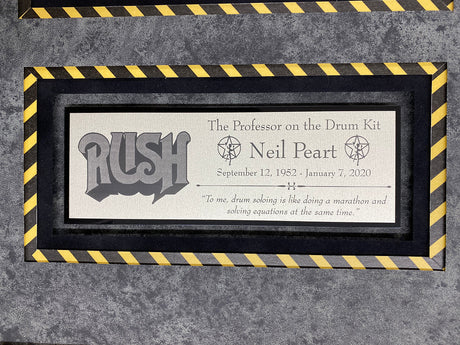 RUSH
The Professor on the Drum Kit
Neil Peart
September 12, 1952 - January 7, 2020
"To me, drum soloing is like doing a marathon and
solving equations at the same time."